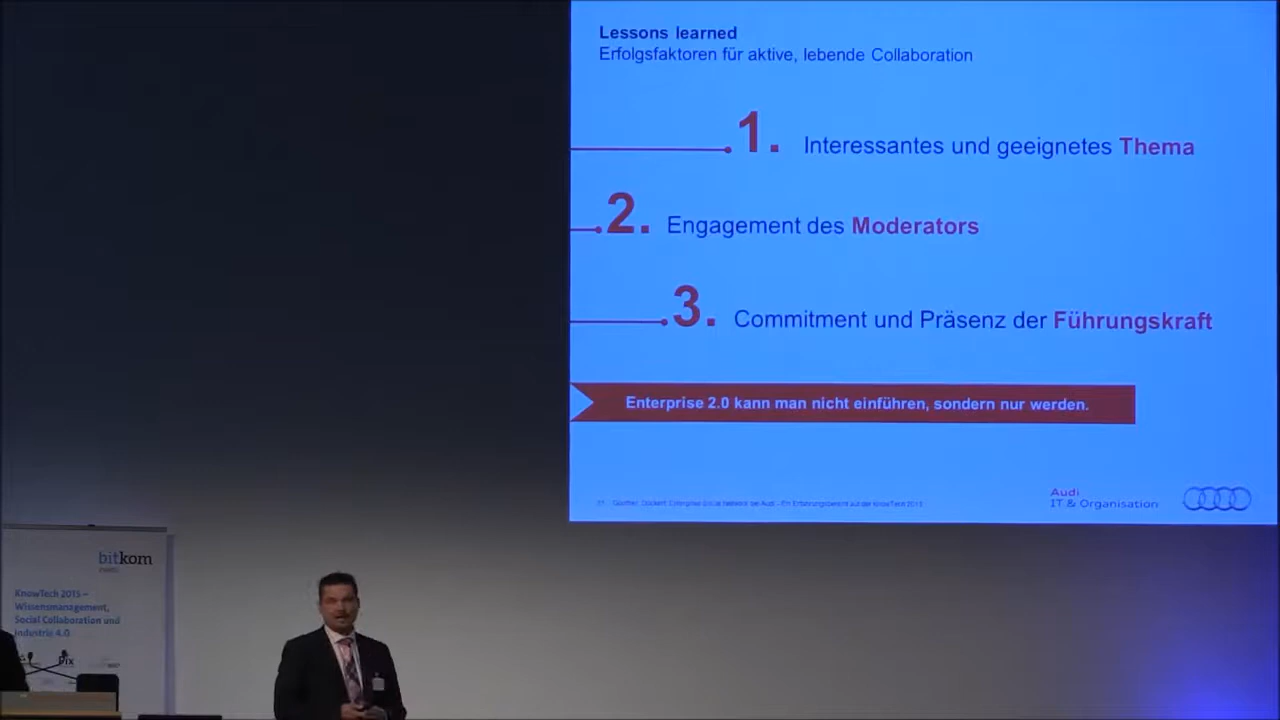 Lessons learned
Erfolgsfaktoren für aktive, lebende Collaboration
1. Interessantes und geeignetes Thema
2. Engagement des Moderators
3. Commitment und Präsenz der Führungskraft
Enterprise 2.0 kann man nicht einführen, sondern nur werden.
Audi
IT & Organisation
bitkom
KnowTech 2015 –
Wissensmanagement,
Social Collaboration und
Industrie 4.0